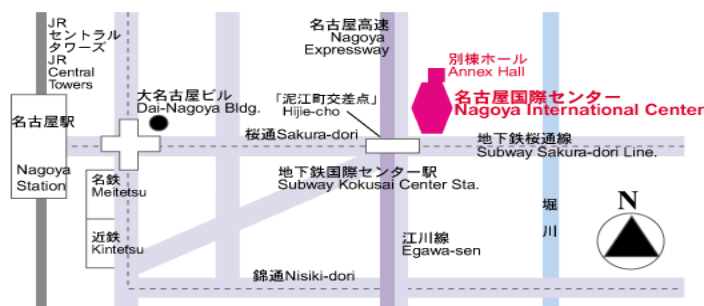 JR
セントラル
タワーズ
JR
Central
Towers
名古屋駅
Nagoya
Station
大名古屋ビル
Dai-Nagoya Bldg.
名鉄
Meitetsu
近鉄
Kintetsu
桜通Sakura-dori
「泥江町交差点」
Hijie-cho
名古屋高速
Nagoya
Expressway
別棟ホール
Annex Hall
名古屋国際センター
Nagoya International Center
地下鉄桜通線
Subway Sakura-dori Line.
地下鉄国際センター駅
Subway Kokusai Center Sta.
江川線
Egawa-sen
堀川
錦通Nisiki-dori
N